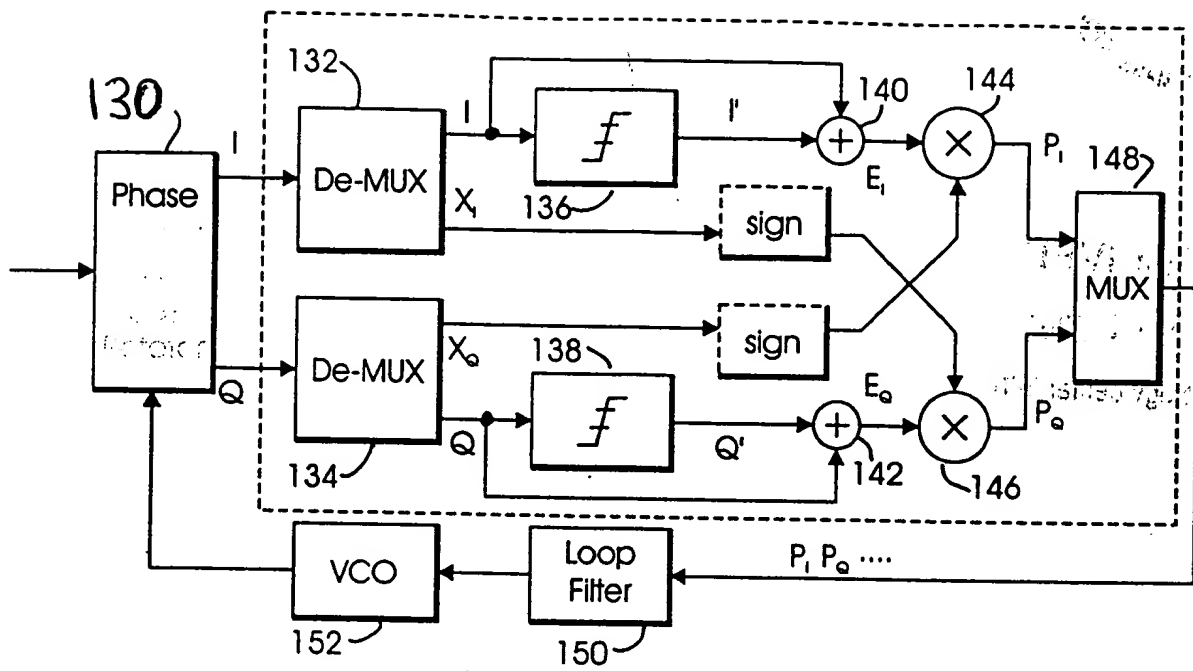 130
Phase
Rotator
I
Q
132
De-MUX
I
X_I
136
I'
140
E_I
144
P_I
148
MUX
sign
sign
134
De-MUX
X_Q
Q
138
Q'
142
E_Q
146
P_Q
VCO
152
Loop
Filter
150
P_I P_Q ....